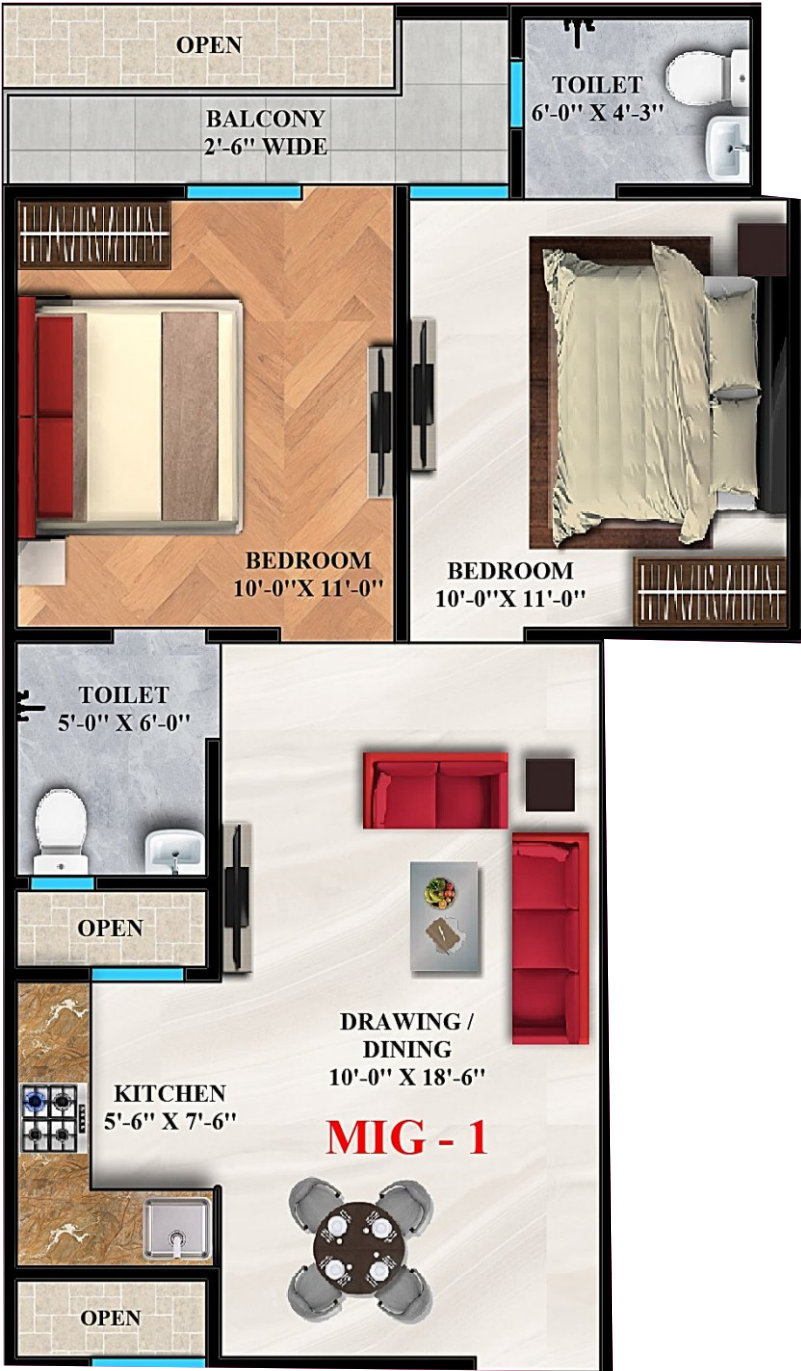 OPEN
BALCONY
2'-6" WIDE
TOILET
6'-0" X 4'-3"
BEDROOM
10'-0"X 11'-0"
BEDROOM
10'-0"X 11'-0"
TOILET
5'-0" X 6'-0"
OPEN
DRAWING /
DINING
10'-0" X 18'-6"
KITCHEN
5'-6" X 7'-6"
MIG - 1
OPEN